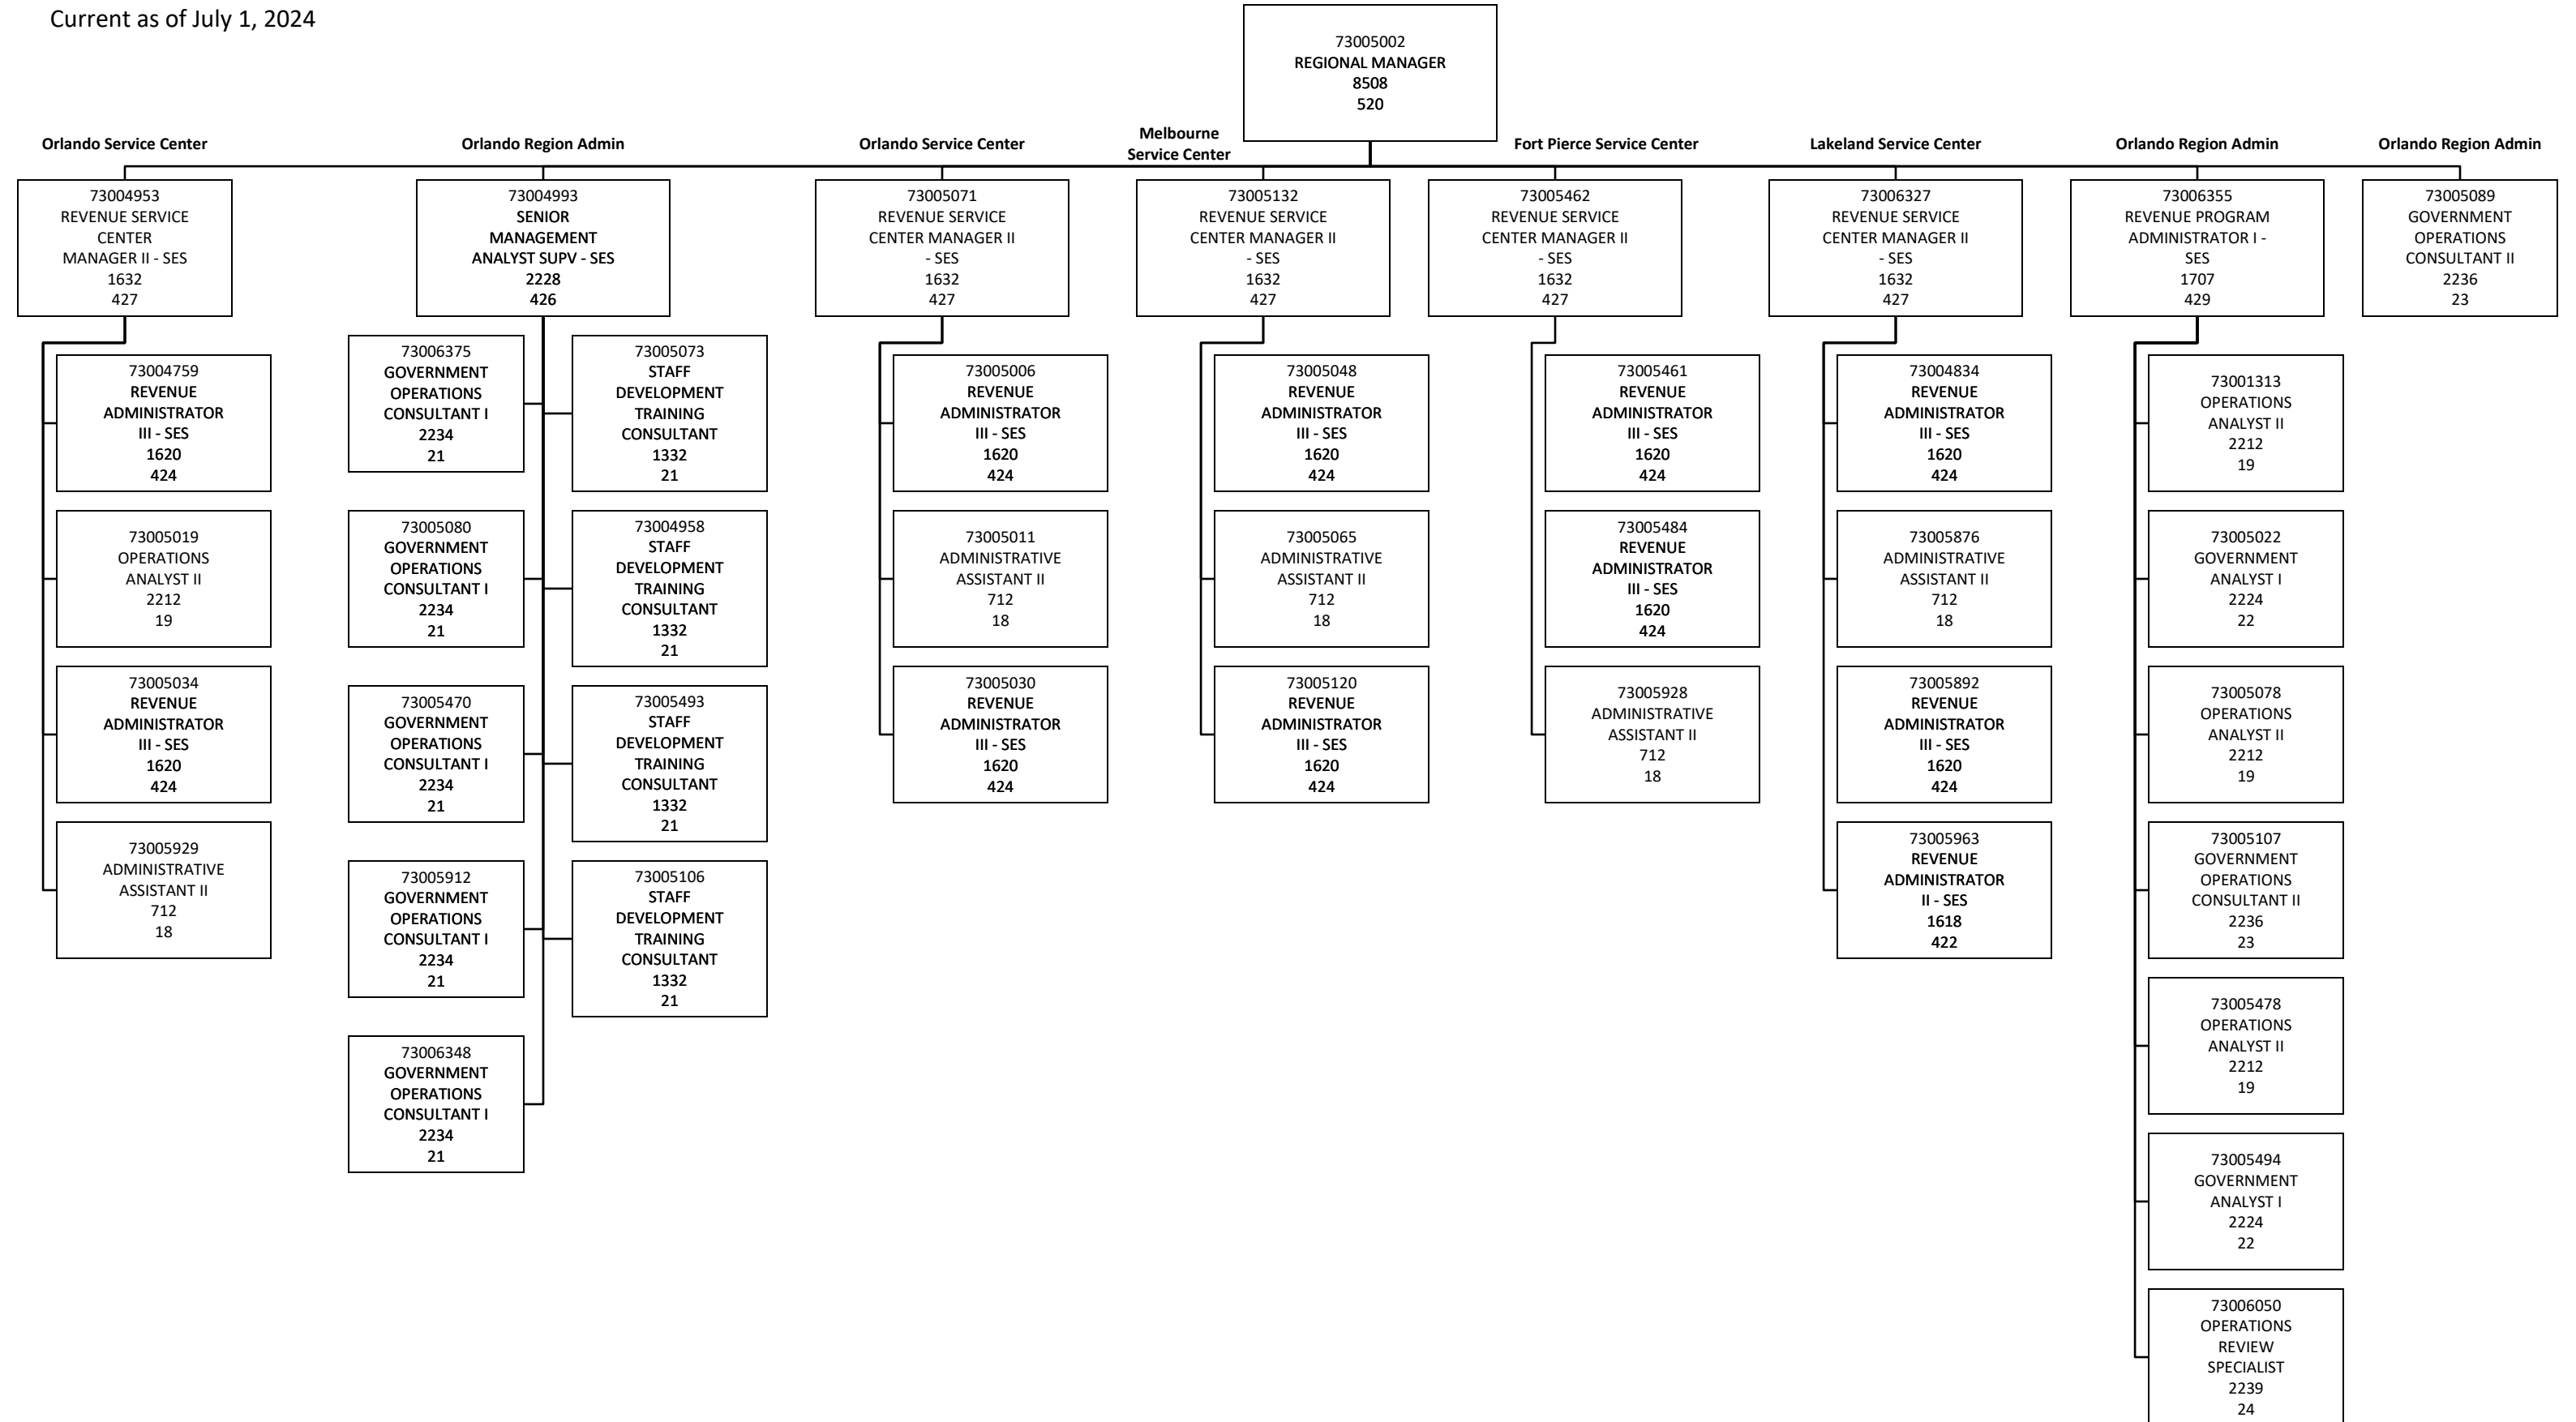 Current as of July 1, 2024
73005002
REGIONAL MANAGER
8508
520
Orlando Service Center
Orlando Region Admin
Orlando Service Center
Melbourne
Service Center
Fort Pierce Service Center
Lakeland Service Center
Orlando Region Admin
Orlando Region Admin
73004953
REVENUE SERVICE
CENTER
MANAGER II - SES
1632
427
73004993
SENIOR
MANAGEMENT
ANALYST SUPV - SES
2228
426
73005071
REVENUE SERVICE
CENTER MANAGER II
- SES
1632
427
73005132
REVENUE SERVICE
CENTER MANAGER II
- SES
1632
427
73005462
REVENUE SERVICE
CENTER MANAGER II
- SES
1632
427
73006327
REVENUE SERVICE
CENTER MANAGER II
- SES
1632
427
73006355
REVENUE PROGRAM
ADMINISTRATOR I -
SES
1707
429
73005089
GOVERNMENT
OPERATIONS
CONSULTANT II
2236
23
73004759
REVENUE
ADMINISTRATOR
III - SES
1620
424
73005019
OPERATIONS
ANALYST II
2212
19
73005034
REVENUE
ADMINISTRATOR
III - SES
1620
424
73005929
ADMINISTRATIVE
ASSISTANT II
712
18
73006375
GOVERNMENT
OPERATIONS
CONSULTANT I
2234
21
73005073
STAFF
DEVELOPMENT
TRAINING
CONSULTANT
1332
21
73005080
GOVERNMENT
OPERATIONS
CONSULTANT I
2234
21
73004958
STAFF
DEVELOPMENT
TRAINING
CONSULTANT
1332
21
73005470
GOVERNMENT
OPERATIONS
CONSULTANT I
2234
21
73005493
STAFF
DEVELOPMENT
TRAINING
CONSULTANT
1332
21
73005912
GOVERNMENT
OPERATIONS
CONSULTANT I
2234
21
73005106
STAFF
DEVELOPMENT
TRAINING
CONSULTANT
1332
21
73006348
GOVERNMENT
OPERATIONS
CONSULTANT I
2234
21
73005006
REVENUE
ADMINISTRATOR
III - SES
1620
424
73005011
ADMINISTRATIVE
ASSISTANT II
712
18
73005030
REVENUE
ADMINISTRATOR
III - SES
1620
424
73005048
REVENUE
ADMINISTRATOR
III - SES
1620
424
73005065
ADMINISTRATIVE
ASSISTANT II
712
18
73005120
REVENUE
ADMINISTRATOR
III - SES
1620
424
73005461
REVENUE
ADMINISTRATOR
III - SES
1620
424
73005484
REVENUE
ADMINISTRATOR
III - SES
1620
424
73005928
ADMINISTRATIVE
ASSISTANT II
712
18
73004834
REVENUE
ADMINISTRATOR
III - SES
1620
424
73005876
ADMINISTRATIVE
ASSISTANT II
712
18
73005892
REVENUE
ADMINISTRATOR
III - SES
1620
424
73005963
REVENUE
ADMINISTRATOR
II - SES
1618
422
73001313
OPERATIONS
ANALYST II
2212
19
73005022
GOVERNMENT
ANALYST I
2224
22
73005078
OPERATIONS
ANALYST II
2212
19
73005107
GOVERNMENT
OPERATIONS
CONSULTANT II
2236
23
73005478
OPERATIONS
ANALYST II
2212
19
73005494
GOVERNMENT
ANALYST I
2224
22
73006050
OPERATIONS
REVIEW
SPECIALIST
2239
24